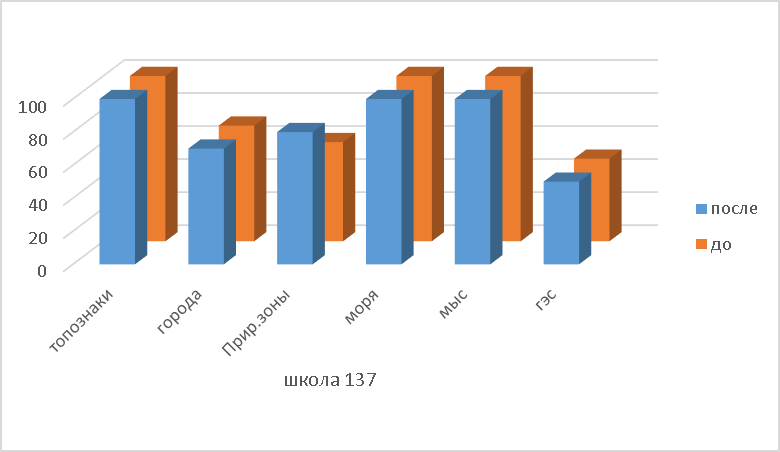 100
80
60
40
20
0
топознаки
города
Прир.зоны
моря
мыс
гэс
школа 137
после
до